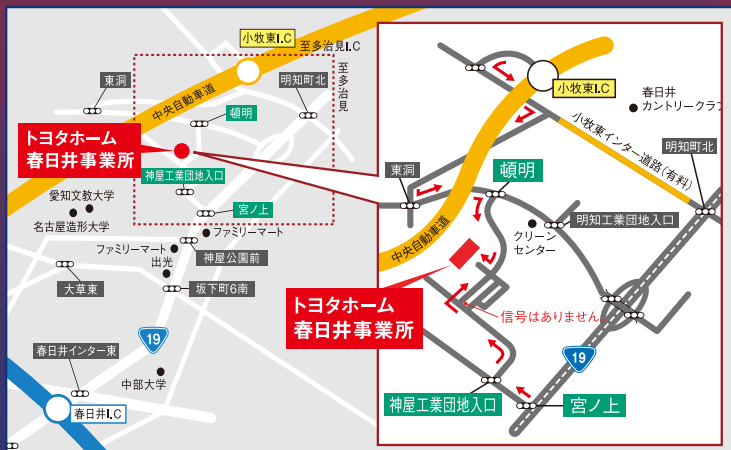 小牧東I.C
至多治見I.C
至多治見
東洞
明知町北
中央自動車道
頓明
トヨタホーム
春日井事業所
神屋工業団地入口
愛知文教大学
名古屋造形大学
宮ノ上
ファミリーマート
ファミリーマート
神屋公園前
出光
大草東
坂下町6南
19
春日井インター東
中部大学
春日井I.C
小牧東I.C
春日井
カントリークラブ
小牧東インター道路(有料)
明知町北
東洞
頓明
中央自動車道
クリーン
センター
明知工業団地入口
トヨタホーム
春日井事業所
信号はありません
19
神屋工業団地入口
宮ノ上